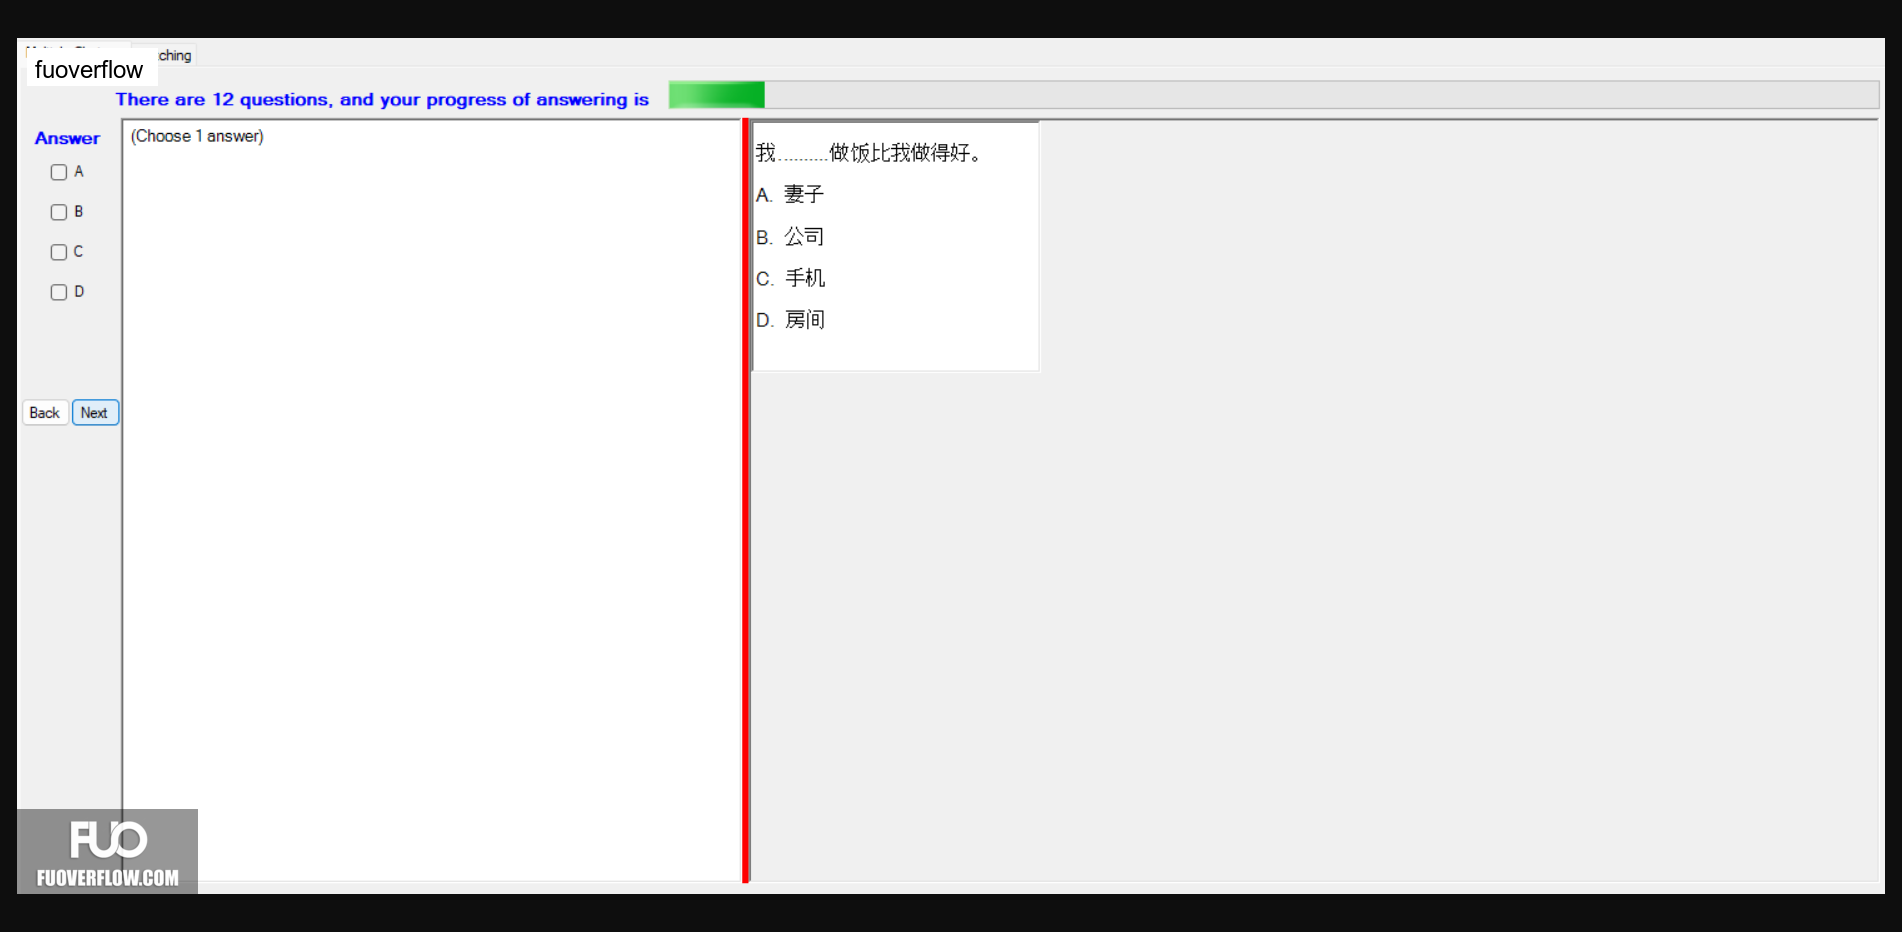 ching
fuoverflow
There are 12 questions, and your progress of answering is
Answer
(Choose 1 answer)
A
B
C
D
Back
Next
我.........做饭比我做得好。
A. 妻子
B. 公司
C. 手机
D. 房间
FUO
FUOVERFLOW.COM